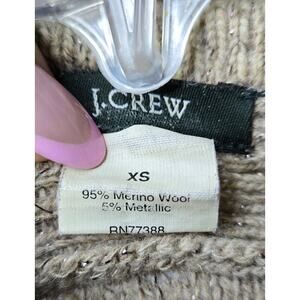 J.CREW
XS
95% Merino Wool
5% Metallic
RN77388